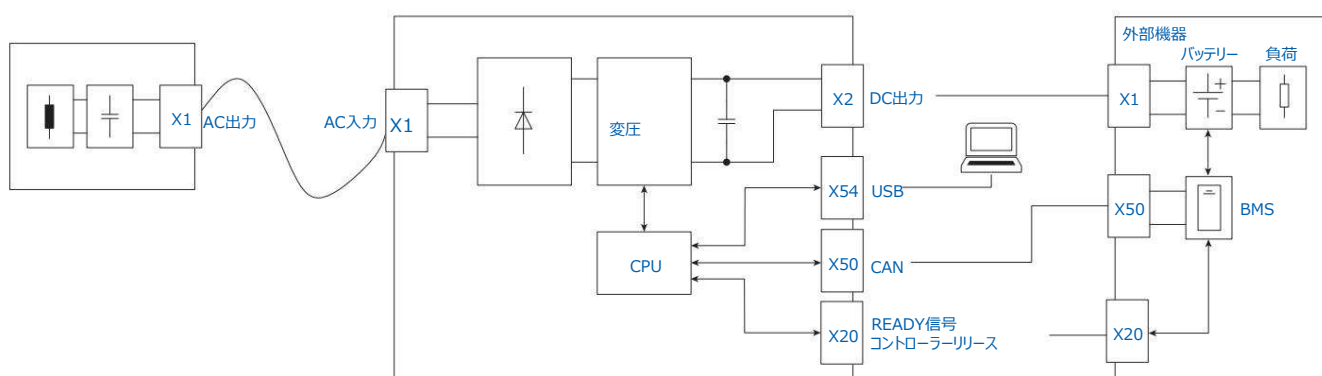 外部機器
バッテリー
負荷
X1
AC出力
AC入力
X1
変圧
X2
DC出力
X1
+
−
X54
USB
X50
BMS
CPU
X50
CAN
X20
READY信号
コントローラーリリース
X20